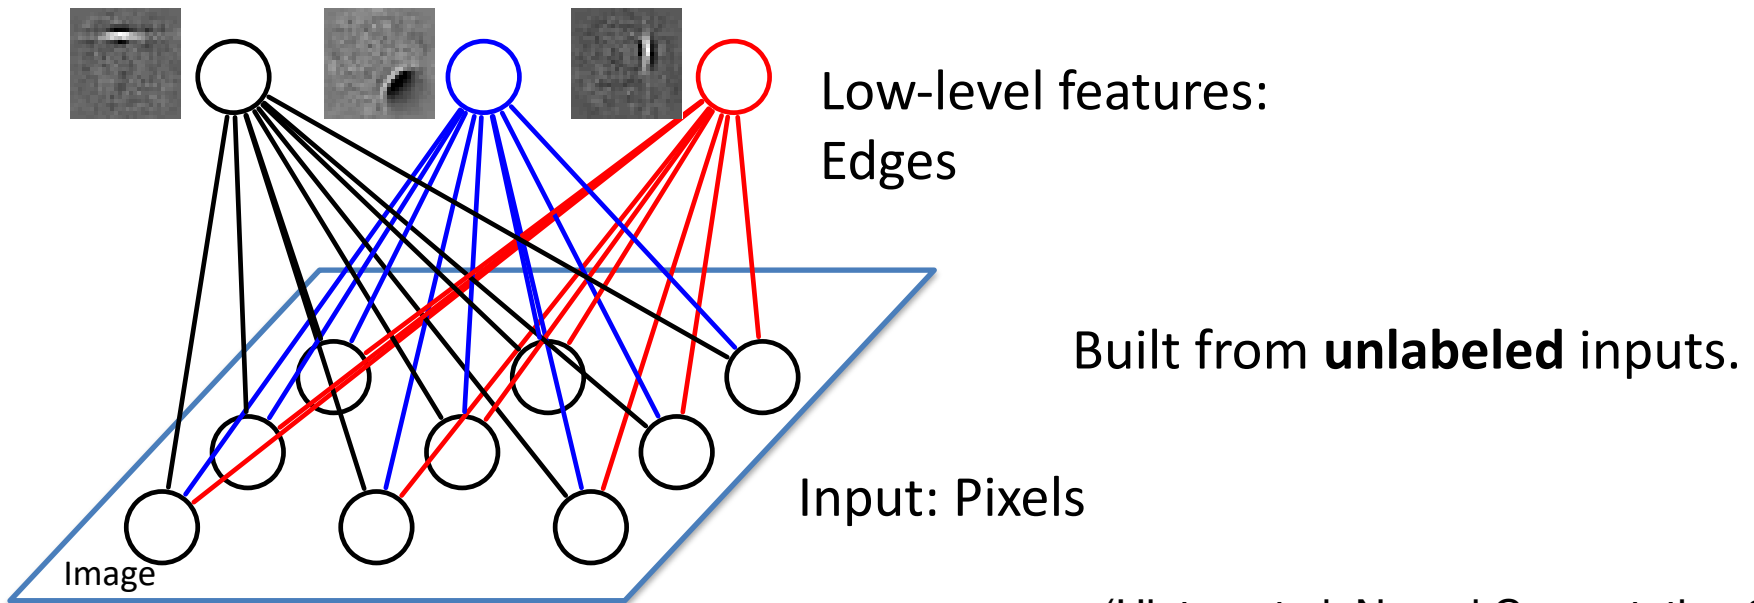 Low-level features:
Edges
Built from unlabeled inputs.
Input: Pixels
Image